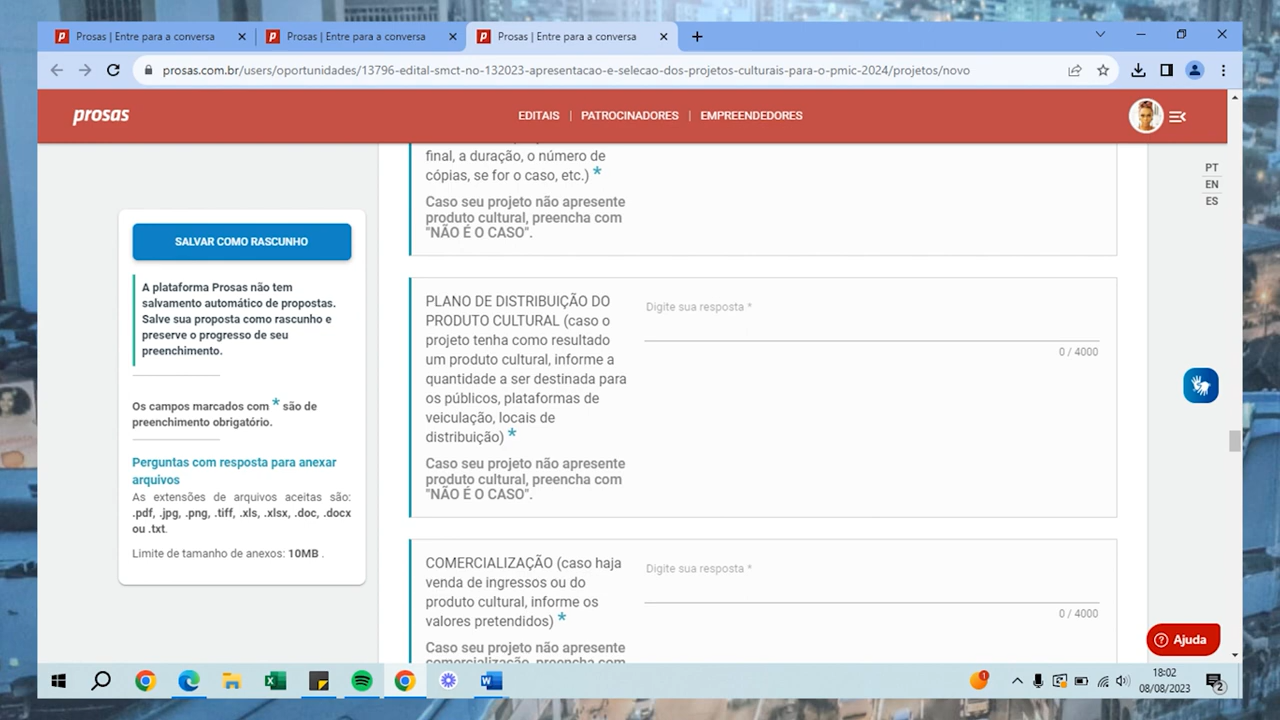 Prosas | Entre para a conversa
Prosas | Entre para a conversa
Prosas | Entre para a conversa
prosas.com.br/users/oportunidades/13796-edital-smct-no-132023-apresentacao-e-selecao-dos-projetos-culturais-para-o-pmic-2024/projetos/novo
prosas
EDITAIS | PATROCINADORES | EMPREENDEDORES
PT
EN
ES
SALVAR COMO RASCUNHO
A plataforma Prosas não tem
salvamento automático de propostas.
Salve sua proposta como rascunho e
preserve o progresso de seu
preenchimento.
Os campos marcados com * são de
preenchimento obrigatório.
Perguntas com resposta para anexar
arquivos
As extensões de arquivos aceitas são:
.pdf, .jpg, .png, .tiff, .xls, .xlsx, .doc, .docx
ou .txt.
Limite de tamanho de anexos: 10MB .
final, a duração, o número de
cópias, se for o caso, etc.) *
Caso seu projeto não apresente
produto cultural, preencha com
"NÃO É O CASO".
PLANO DE DISTRIBUIÇÃO DO
PRODUTO CULTURAL (caso o
projeto tenha como resultado
um produto cultural, informe a
quantidade a ser destinada para
os públicos, plataformas de
veiculação, locais de
distribuição) *
Caso seu projeto não apresente
produto cultural, preencha com
"NÃO É O CASO".
Digite sua resposta *
0 / 4000
COMERCIALIZAÇÃO (caso haja
venda de ingressos ou do
produto cultural, informe os
valores pretendidos) *
Caso seu projeto não apresente
comercialização, preencha com
Digite sua resposta *
0 / 4000
Ajuda
18:02
08/08/2023
1
2